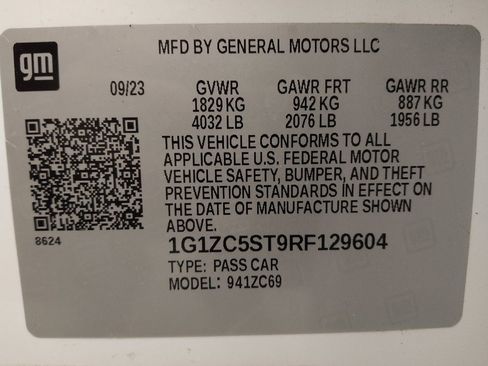 gm
MFD BY GENERAL MOTORS LLC
09/23 GVWR GAWR FRT GAWR RR
1829 KG 942 KG 887 KG
4032 LB 2076 LB 1956 LB
THIS VEHICLE CONFORMS TO ALL
APPLICABLE U.S. FEDERAL MOTOR
VEHICLE SAFETY, BUMPER, AND THEFT
PREVENTION STANDARDS IN EFFECT ON
THE DATE OF MANUFACTURE SHOWN
ABOVE.
8624
1G1ZC5ST9RF129604
TYPE: PASS CAR
MODEL: 941ZC69